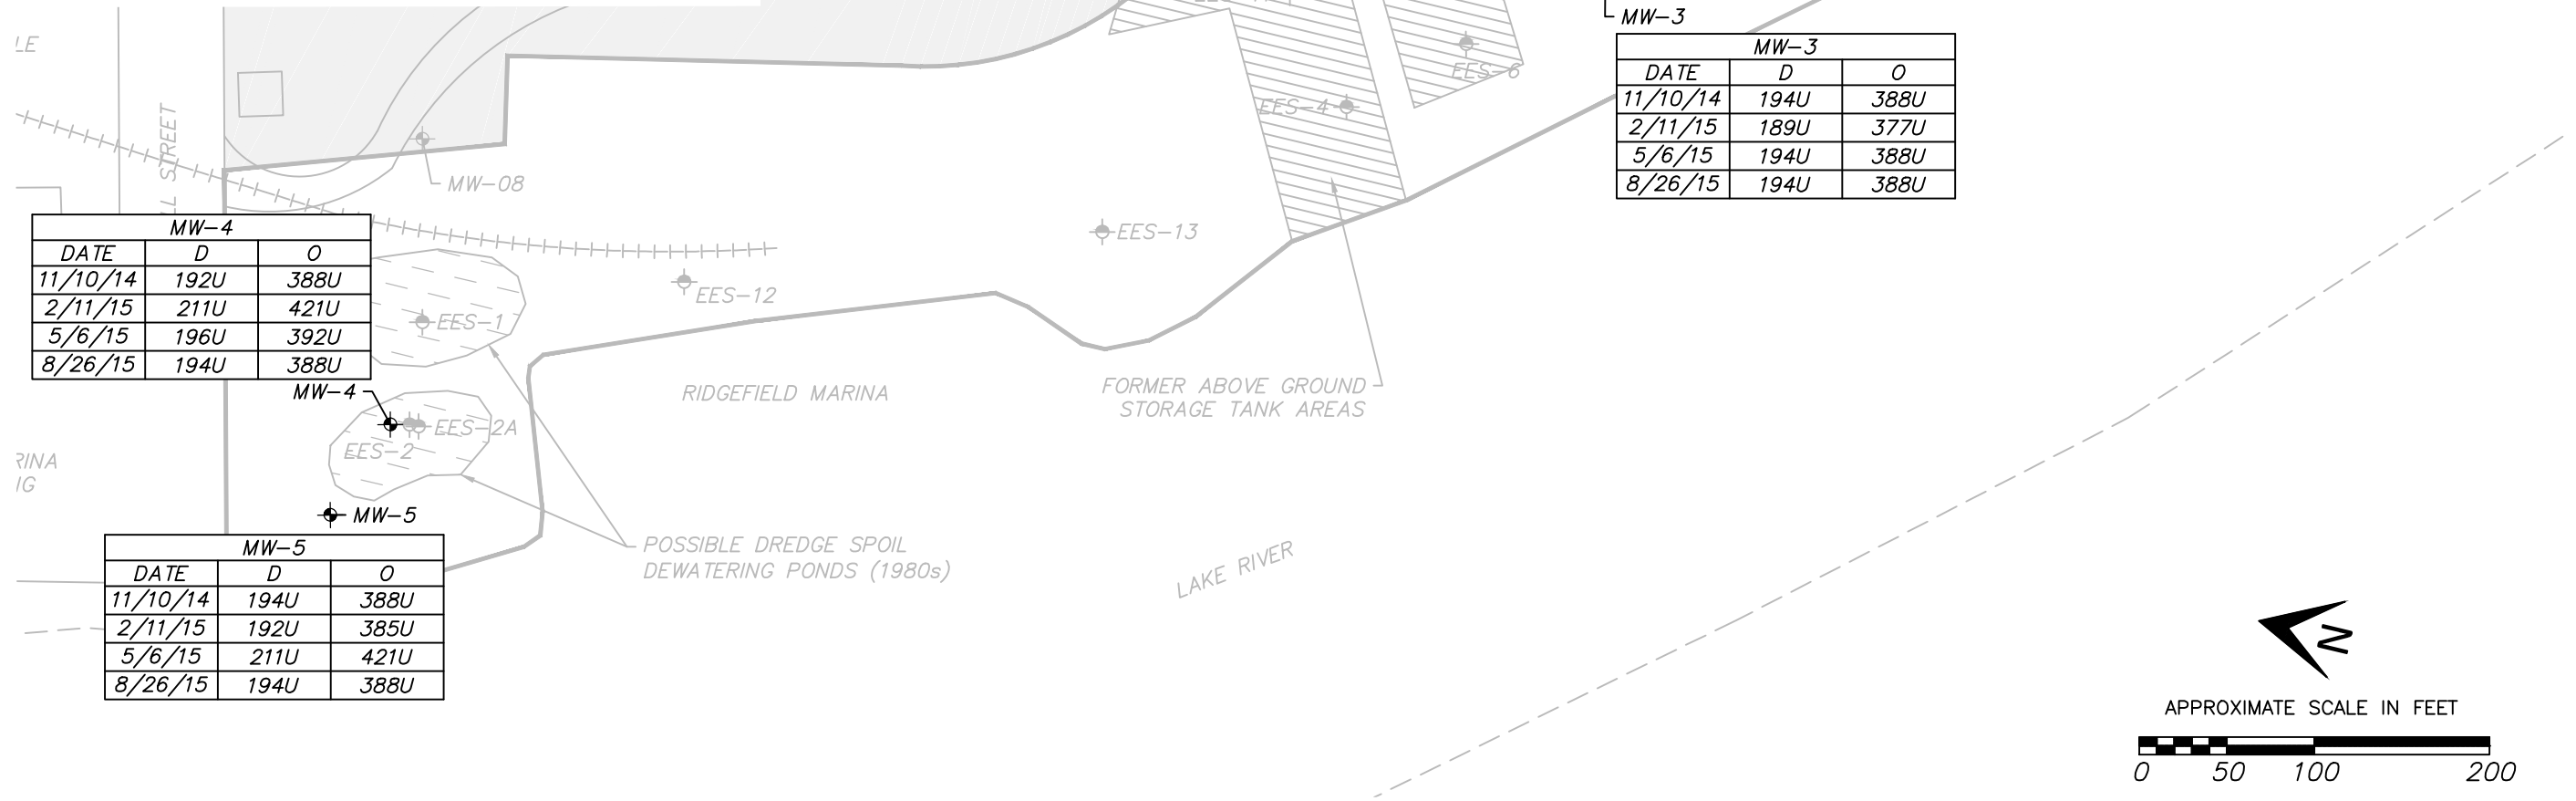 MW-3
MW-3
DATE D O
11/10/14 194U 388U
2/11/15 189U 377U
5/6/15 194U 388U
8/26/15 194U 388U
EES-6
EES-4
STREET
MW-08
EES-13
MW-4
DATE D O
11/10/14 192U 388U
2/11/15 211U 421U
5/6/15 196U 392U
8/26/15 194U 388U
EES-12
EES-1
MW-4
RIDGEFIELD MARINA
FORMER ABOVE GROUND
STORAGE TANK AREAS
EES-2A
EES-2
MW-5
MW-5
DATE D O
11/10/14 194U 388U
2/11/15 192U 385U
5/6/15 211U 421U
8/26/15 194U 388U
POSSIBLE DREDGE SPOIL
DEWATERING PONDS (1980s)
LAKE RIVER
N
APPROXIMATE SCALE IN FEET
0 50 100 200